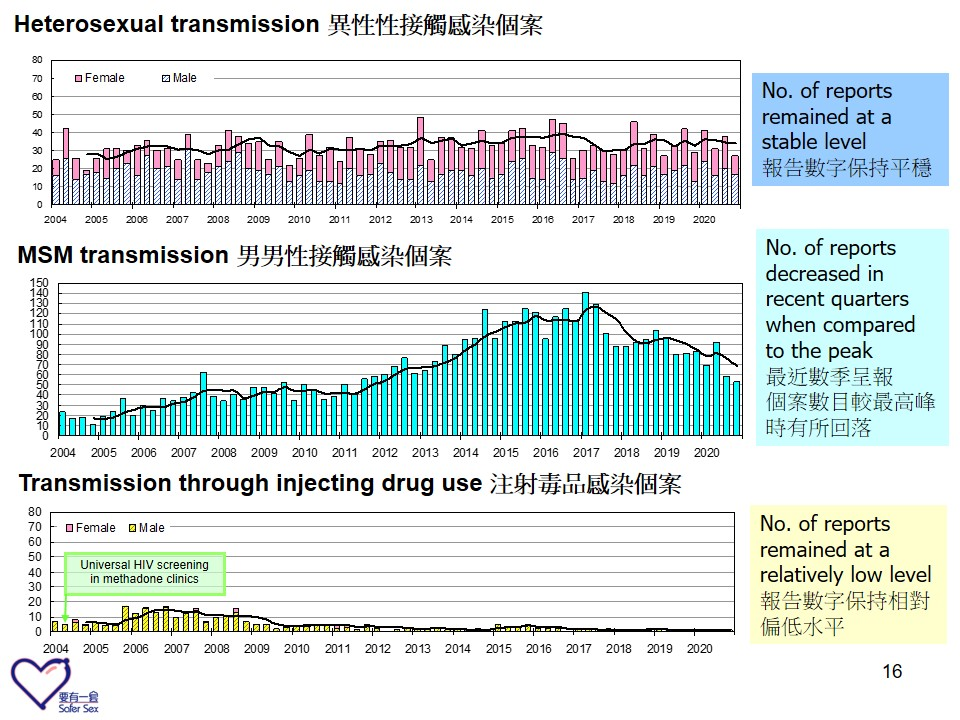 Heterosexual transmission 異性性接觸感染個案
80
70
60
50
40
30
20
10
0
Female Male
2004 2005 2006 2007 2008 2009 2010 2011 2012 2013 2014 2015 2016 2017 2018 2019 2020
No. of reports
remained at a
stable level
報告數字保持平穩
MSM transmission 男男性接觸感染個案
150
140
130
120
110
100
90
80
70
60
50
40
30
20
10
0
2004 2005 2006 2007 2008 2009 2010 2011 2012 2013 2014 2015 2016 2017 2018 2019 2020
No. of reports
decreased in
recent quarters
when compared
to the peak
最近數季呈報
個案數目較最高峰
時有所回落
Transmission through injecting drug use 注射毒品感染個案
80
70
60
50
40
30
20
10
0
Female Male
Universal HIV screening
in methadone clinics
2004 2005 2006 2007 2008 2009 2010 2011 2012 2013 2014 2015 2016 2017 2018 2019 2020
No. of reports
remained at a
relatively low level
報告數字保持相對
偏低水平
要有一套
Safer Sex
16